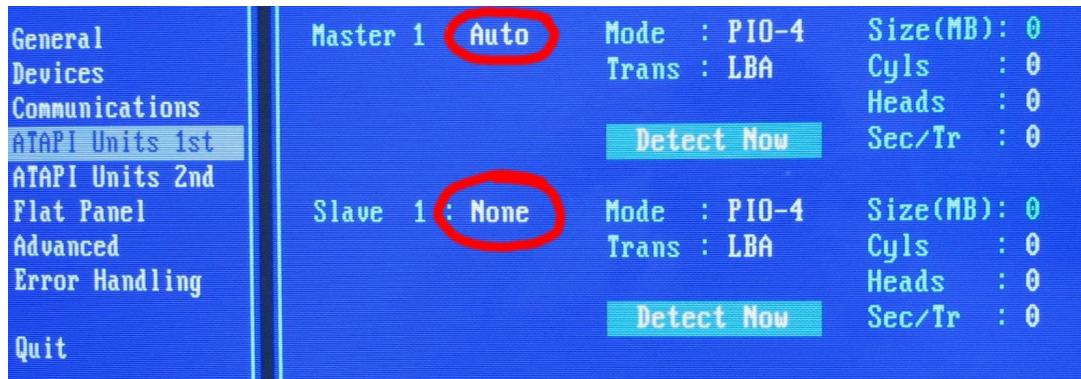 General
Devices
Communications
ATAPI Units 1st
ATAPI Units 2nd
Flat Panel
Advanced
Error Handling
Quit
Master 1 Auto Mode : PIO-4 Size(MB): 0
Trans : LBA Cyls : 0
Heads : 0
Detect Now Sec/Tr : 0
Slave 1 : None Mode : PIO-4 Size(MB): 0
Trans : LBA Cyls : 0
Heads : 0
Detect Now Sec/Tr : 0